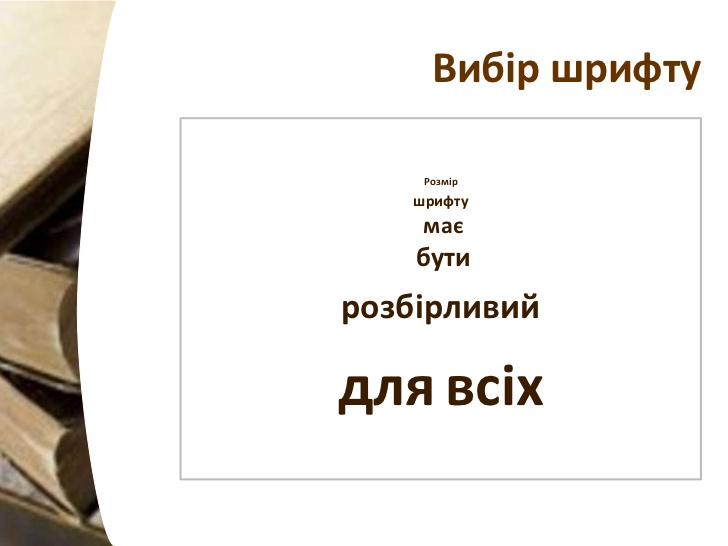 Вибір шрифту
Розмір
шрифту
має
бути
розбірливий
для всіх